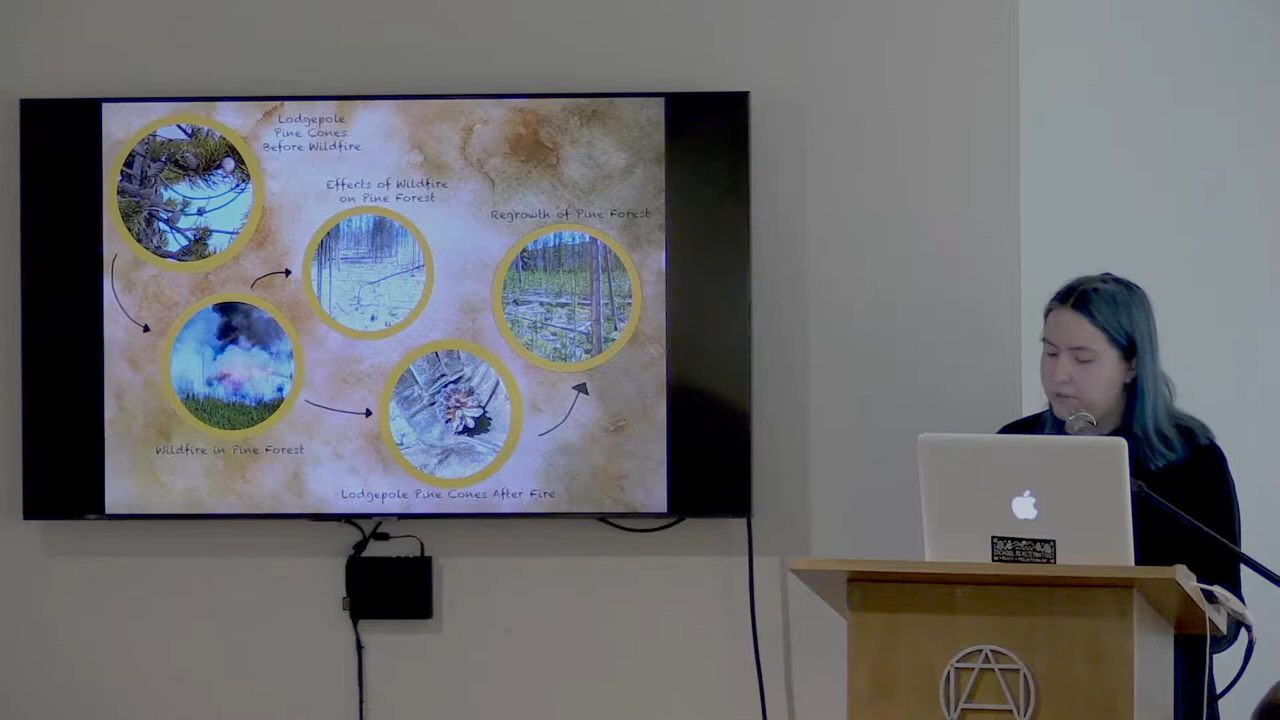 Lodgepole
Pine Cones:
Before Wildfire
Effects of Wildfire
on Pine Forest
Regrowth of Pine Forest
Wildfire in Pine Forest
Lodgepole Pine Cones After Fire